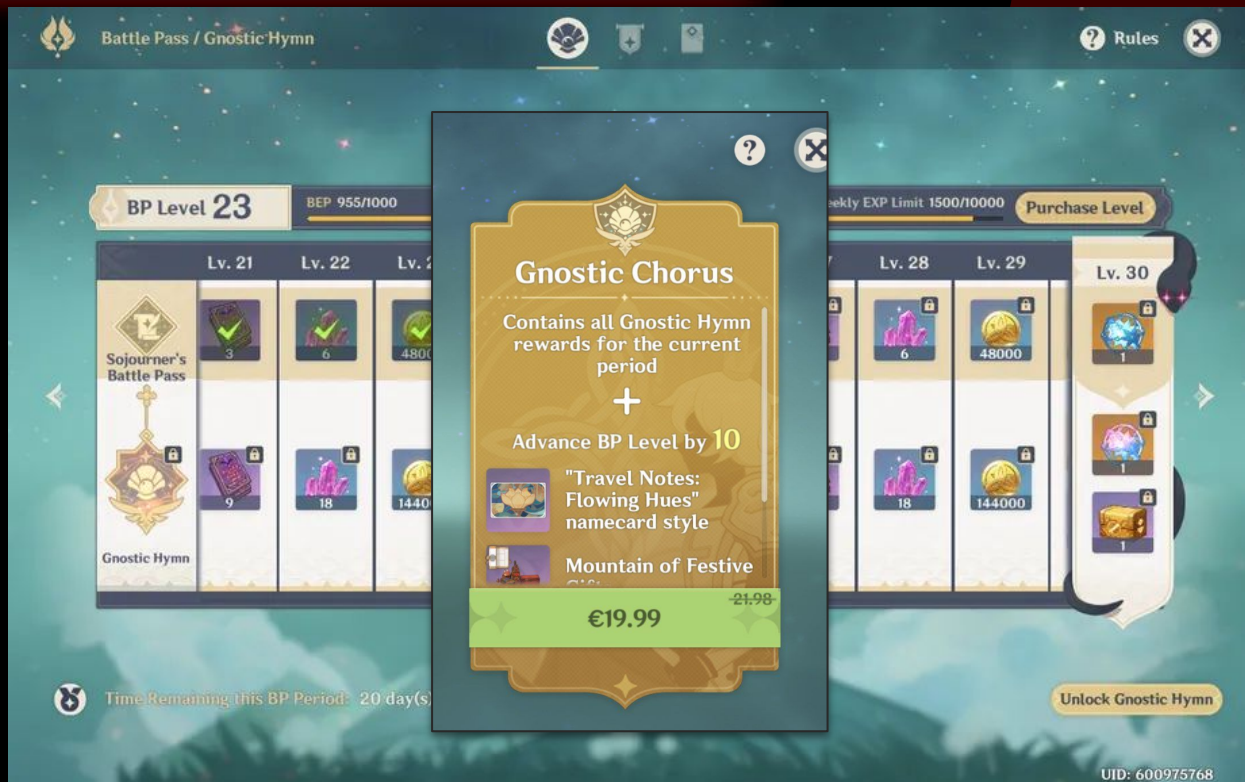 Battle Pass / Gnostic Hymn
? Rules
BP Level 23
BEP 955/1000
EXP Limit 1500/10000
Purchase Level
Lv. 21
Lv. 22
Lv.
Lv. 28
Lv. 29
Lv. 30
Sojourner's
Battle Pass
3
6
4800
6
48000
1
Gnostic Hymn
9
18
18
144000
1
1
?
Gnostic Chorus
Contains all Gnostic Hymn
rewards for the current
period
+
Advance BP Level by 10
"Travel Notes:
Flowing Hues"
namecard style
Mountain of Festive
21.98
€19.99
Time Remaining this BP Period: 20 day(s)
Unlock Gnostic Hymn
UID: 600975768